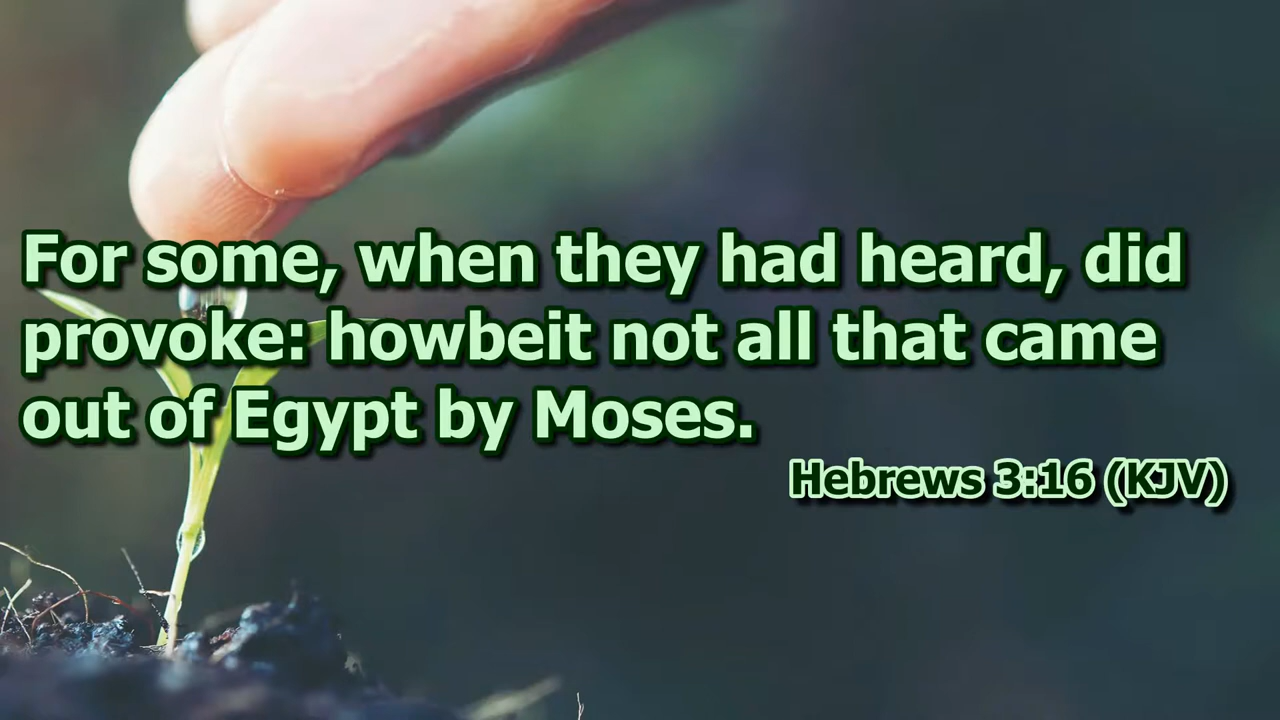 For some, when they had heard, did
provoke: howbeit not all that came
out of Egypt by Moses.
Hebrews 3:16 (KJV)